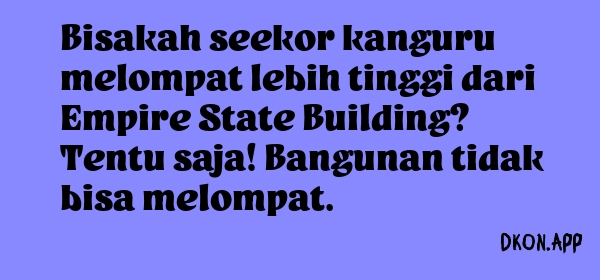 Bisakah seekor kanguru
melompat lebih tinggi dari
Empire State Building?
Tentu saja! Bangunan tidak
bisa melompat.
DKON.APP